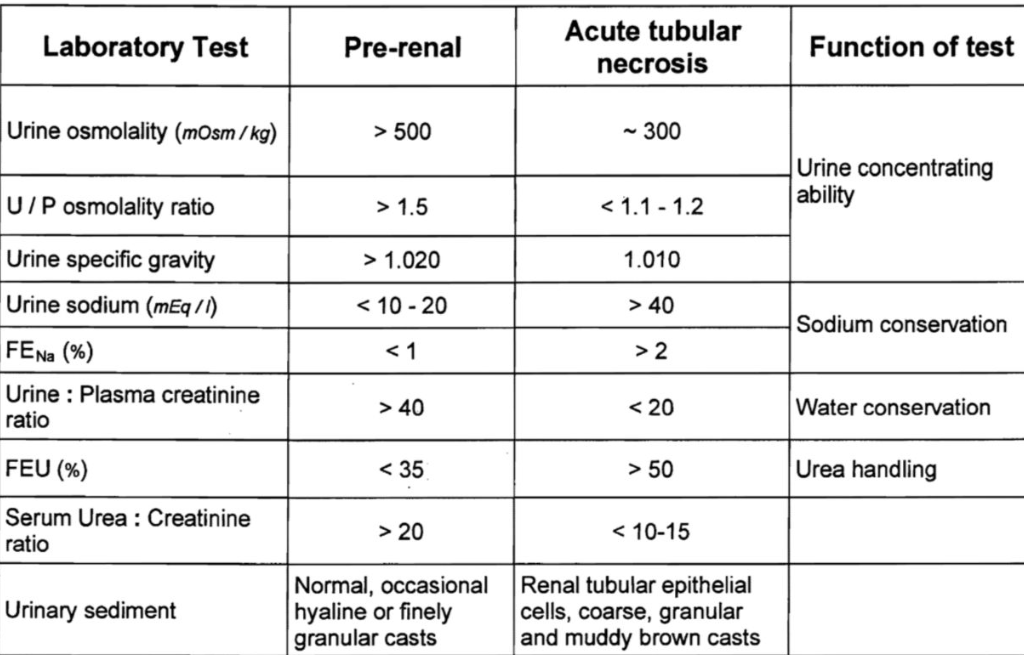 Laboratory Test
Pre-renal
Acute tubular
necrosis
Function of test
Urine osmolality (mOsm / kg)
> 500
~ 300
Urine concentrating
ability
U / P osmolality ratio
> 1.5
< 1.1 - 1.2
Urine specific gravity
> 1.020
1.010
Urine sodium (mEq / l)
< 10 - 20
> 40
Sodium conservation
FENa (%)
< 1
> 2
Urine : Plasma creatinine
ratio
> 40
< 20
Water conservation
FEU (%)
< 35
> 50
Urea handling
Serum Urea : Creatinine
ratio
> 20
< 10-15
Urinary sediment
Normal, occasional
hyaline or finely
granular casts
Renal tubular epithelial
cells, coarse, granular
and muddy brown casts